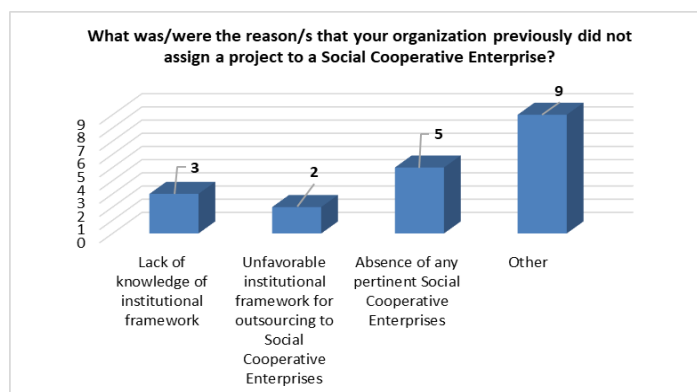 What was/were the reason/s that your organization previously did not
assign a project to a Social Cooperative Enterprise?
9
8
7
6
5
4
3
2
1
0
3
2
5
9
Lack of
knowledge of
institutional
framework
Unfavorable
institutional
framework for
outsourcing to
Social
Cooperative
Enterprises
Absence of any
pertinent Social
Cooperative
Enterprises
Other